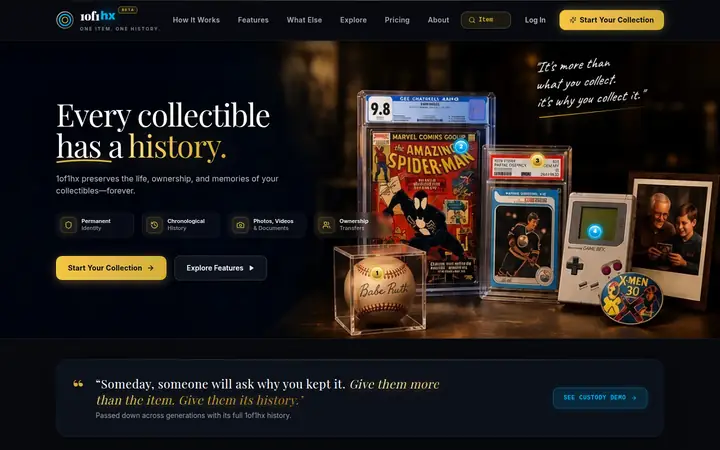 1of1hx BETA
ONE ITEM. ONE HISTORY.
How It Works Features What Else Explore Pricing About Item Log In Start Your Collection
"It's more than
what you collect,
it's why you collect it."
Every collectible
has a history.
1of1hx preserves the life, ownership, and memories of your
collectibles—forever.
Permanent
Identity
Chronological
History
Photos, Videos
& Documents
Ownership
Transfers
Start Your Collection →
Explore Features
9.8
MARVEL COMICS GROUP
the AMAZING
SPIDER-MAN
1
2
3
4
Babe Ruth
GAME BOY
X-MEN
30
"Someday, someone will ask why you kept it. Give them more
than the item. Give them its history."
Passed down across generations with its full 1of1hx history.
SEE CUSTODY DEMO →